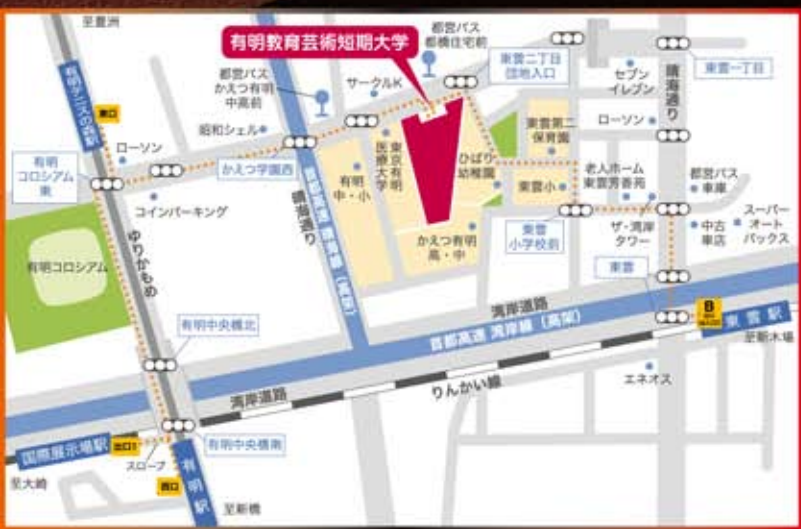 至豊洲
有明テニスの森駅
東口
有明教育芸術短期大学
都営バス
都橋住宅前
東雲二丁目
団地入口
セブン
イレブン
晴海通り
東雲一丁目
都営バス
かえつ有明
中高前
サークルK
昭和シェル
ローソン
有明
コロシアム
東
かえつ学園西
東京有明
医療大学
ひばり
幼稚園
東雲第二
保育園
ローソン
老人ホーム
東雲芳香苑
都営バス
車庫
有明
中・小
東雲小
コインパーキング
首都高速 晴海線(高架)
晴海通り
かえつ有明
高・中
東雲
小学校前
ザ・湾岸
タワー
中古
車店
スーパー
オート
バックス
有明コロシアム
ゆりかもめ
東雲
湾岸道路
首都高速 湾岸線(高架)
B
東雲駅
至新木場
有明中央橋北
湾岸道路
りんかい線
エネオス
国際展示場駅
出口1
スロープ
有明中央橋南
至大崎
西口
有明駅
至新橋